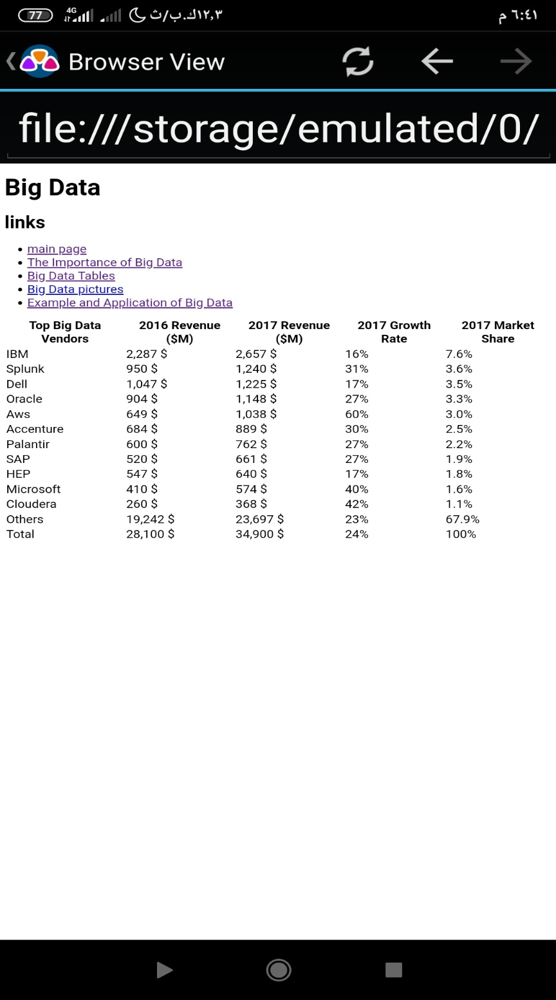 77 4G ١٢,٣ك.ب/ث ٦:٤١ م
Browser View
file:///storage/emulated/0/
Big Data
links
• main page
• The Importance of Big Data
• Big Data Tables
• Big Data pictures
• Example and Application of Big Data
Top Big Data Vendors 2016 Revenue ($M) 2017 Revenue ($M) 2017 Growth Rate 2017 Market Share
IBM 2,287 $ 2,657 $ 16% 7.6%
Splunk 950 $ 1,240 $ 31% 3.6%
Dell 1,047 $ 1,225 $ 17% 3.5%
Oracle 904 $ 1,148 $ 27% 3.3%
Aws 649 $ 1,038 $ 60% 3.0%
Accenture 684 $ 889 $ 30% 2.5%
Palantir 600 $ 762 $ 27% 2.2%
SAP 520 $ 661 $ 27% 1.9%
HEP 547 $ 640 $ 17% 1.8%
Microsoft 410 $ 574 $ 40% 1.6%
Cloudera 260 $ 368 $ 42% 1.1%
Others 19,242 $ 23,697 $ 23% 67.9%
Total 28,100 $ 34,900 $ 24% 100%